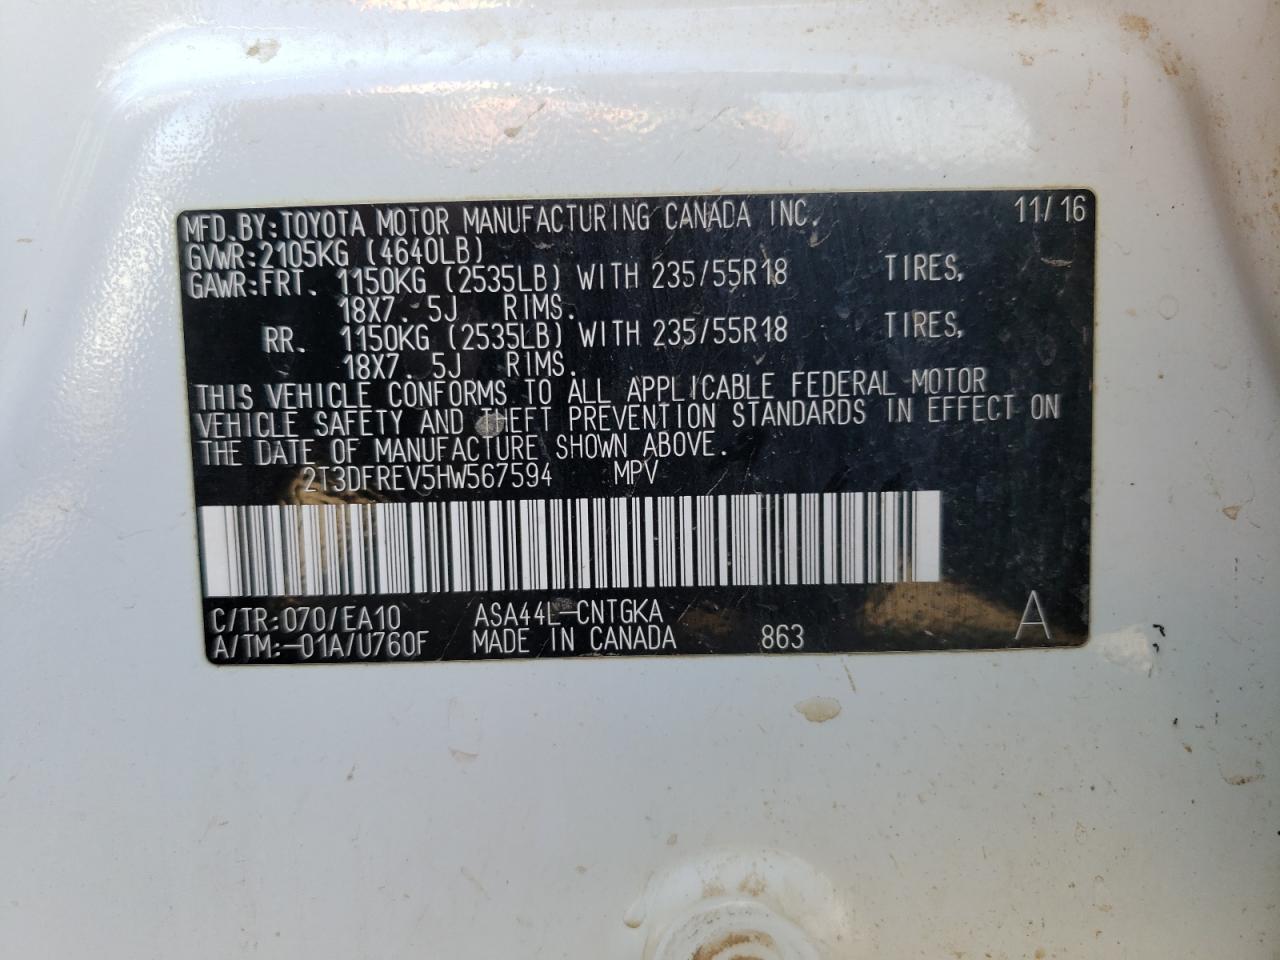 MFD.BY:TOYOTA MOTOR MANUFACTURING CANADA INC. 11/16
GVWR:2105KG (4640LB)
GAWR:FRT. 1150KG (2535LB) WITH 235/55R18 TIRES,
18X7. 5J RIMS.
RR. 1150KG (2535LB) WITH 235/55R18 TIRES,
18X7. 5J RIMS.
THIS VEHICLE CONFORMS TO ALL APPLICABLE FEDERAL MOTOR
VEHICLE SAFETY AND THEFT PREVENTION STANDARDS IN EFFECT ON
THE DATE OF MANUFACTURE SHOWN ABOVE.
2T3DFREV5HW567594 MPV
C/TR:070/EA10 ASA44L-CNTGKA
A/TM:-01A/U760F MADE IN CANADA 863 A